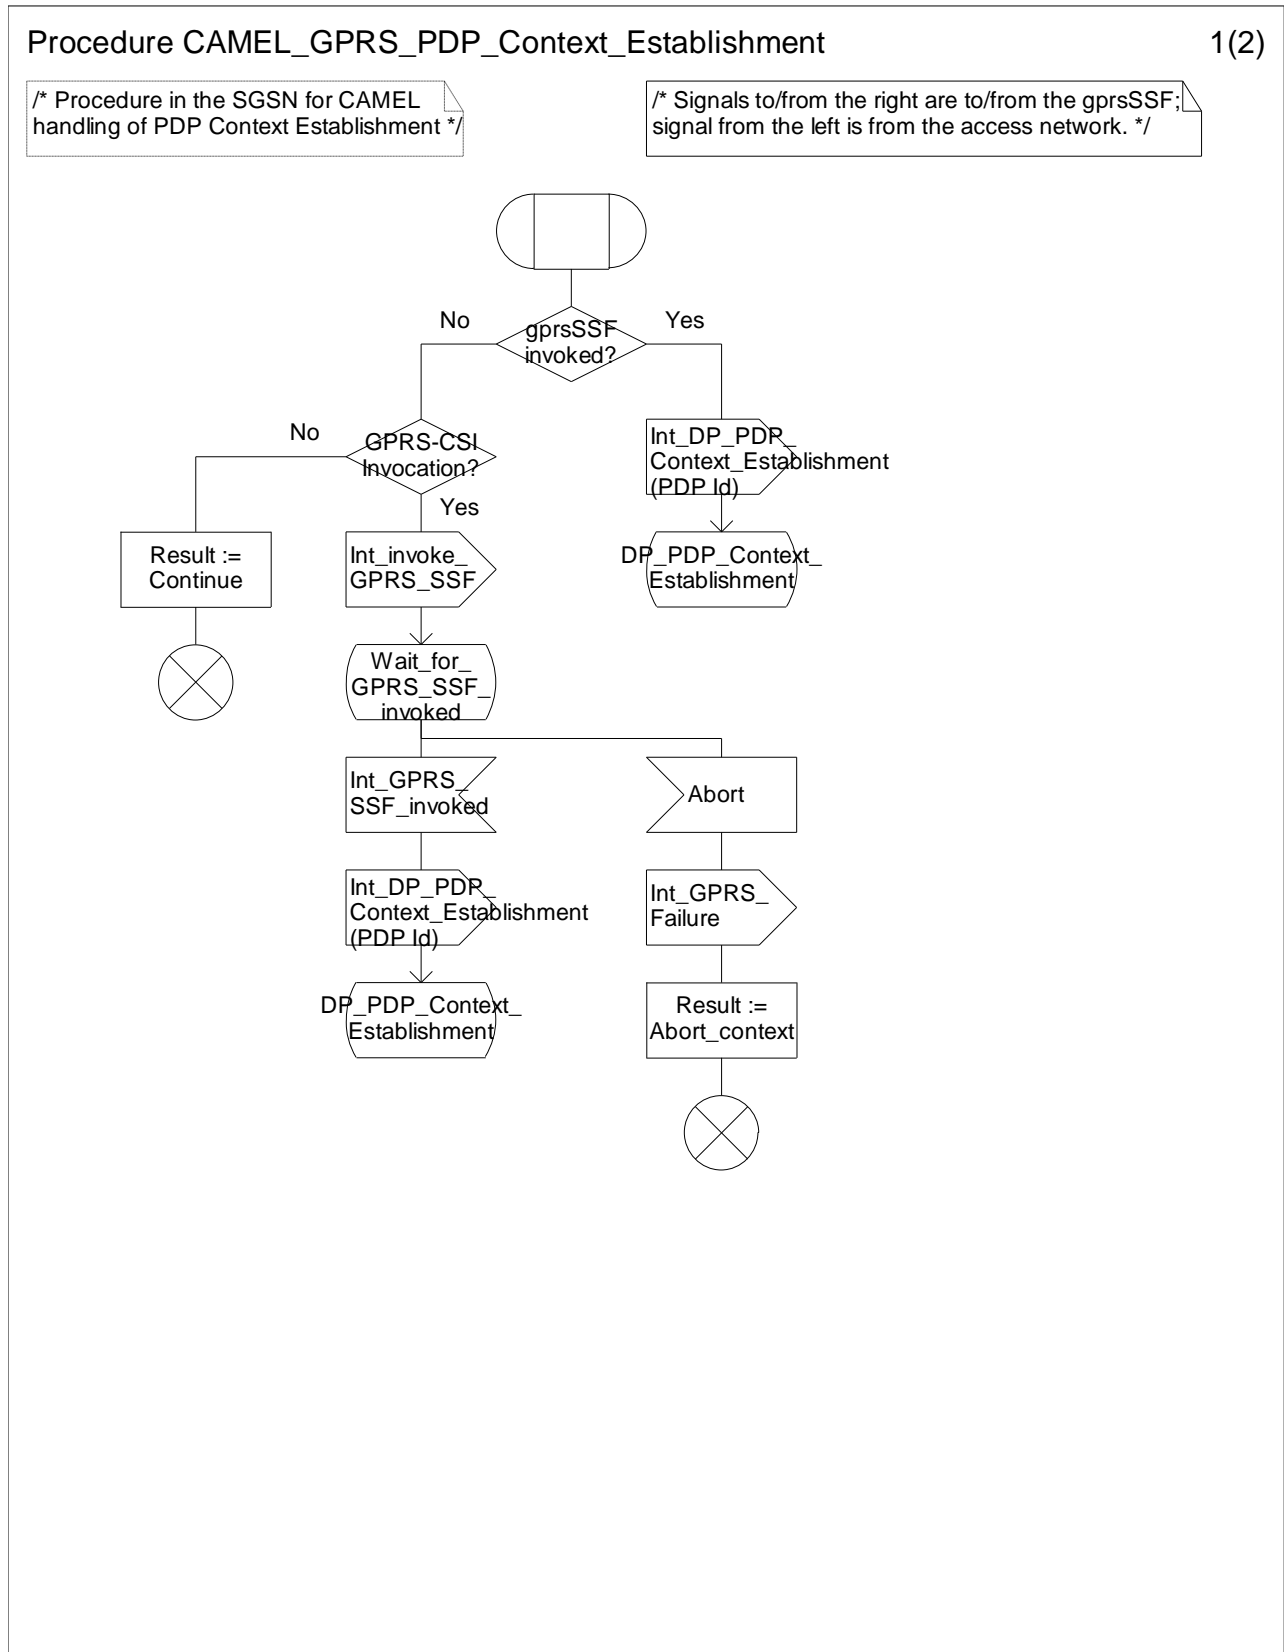 Procedure CAMEL_GPRS_PDP_Context_Establishment
1(2)
/* Procedure in the SGSN for CAMEL
handling of PDP Context Establishment */
/* Signals to/from the right are to/from the gprsSSF;
signal from the left is from the access network. */
gprsSSF
invoked?
No
Yes
GPRS-CSI
Invocation?
No
Yes
Int_DP_PDP_
Context_Establishment
(PDP Id)
DP_PDP_Context_
Establishment
Result :=
Continue
Int_invoke_
GPRS_SSF
Wait_for_
GPRS_SSF_
invoked
Int_GPRS_
SSF_invoked
Abort
Int_DP_PDP_
Context_Establishment
(PDP Id)
Int_GPRS_
Failure
DP_PDP_Context_
Establishment
Result :=
Abort_context